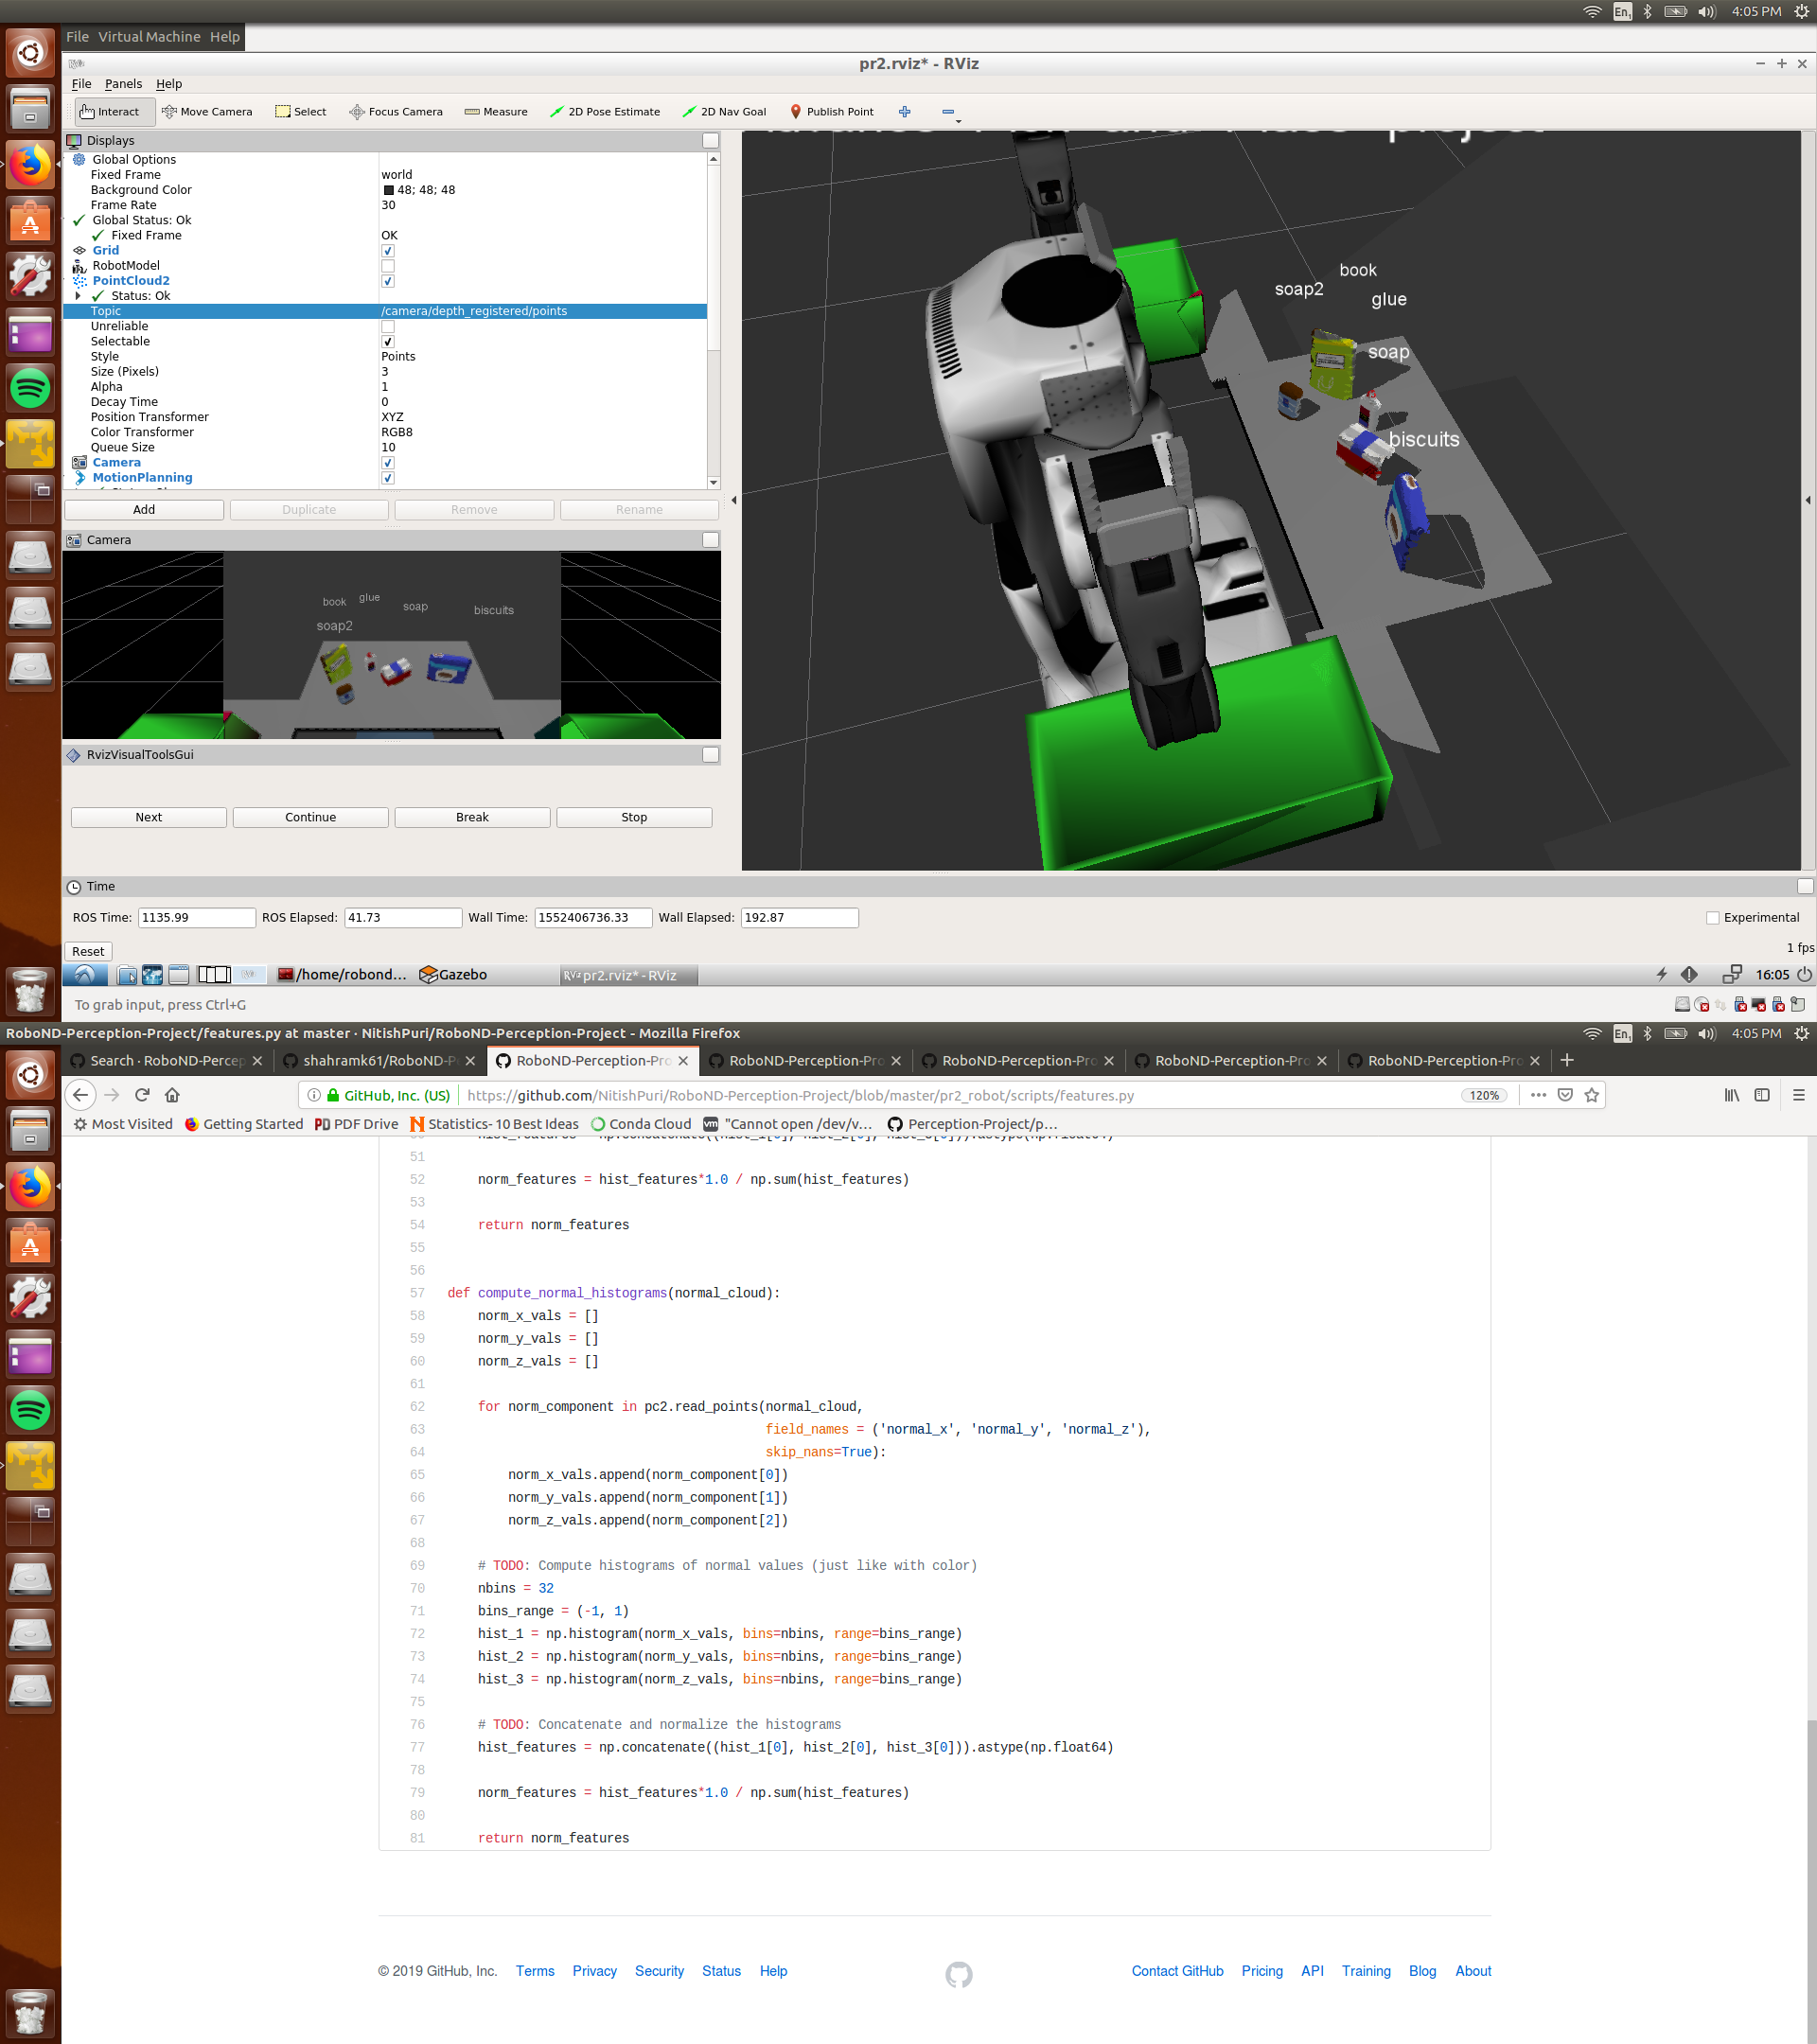 4:05 PM
File Virtual Machine Help
pr2.rviz* - RViz
File Panels Help
Interact Move Camera Select Focus Camera Measure 2D Pose Estimate 2D Nav Goal Publish Point
Displays
Global Options
Fixed Frame world
Background Color 48; 48; 48
Frame Rate 30
Global Status: Ok
Fixed Frame OK
Grid
RobotModel
PointCloud2
Status: Ok
Topic /camera/depth_registered/points
Unreliable
Selectable
Style Points
Size (Pixels) 3
Alpha 1
Decay Time 0
Position Transformer XYZ
Color Transformer RGB8
Queue Size 10
Camera
MotionPlanning
Add Duplicate Remove Rename
Camera
book glue soap biscuits
soap2
RvizVisualToolsGui
Next Continue Break Stop
book
soap2
glue
soap
biscuits
Time
ROS Time: 1135.99 ROS Elapsed: 41.73 Wall Time: 1552406736.33 Wall Elapsed: 192.87 Experimental
Reset 1 fps
/home/robond... Gazebo pr2.rviz* - RViz 16:05
To grab input, press Ctrl+G
RoboND-Perception-Project/features.py at master · NitishPuri/RoboND-Perception-Project - Mozilla Firefox 4:05 PM
Search · RoboND-Percep shahramk61/RoboND-P RoboND-Perception-Pro RoboND-Perception-Pro RoboND-Perception-Pro RoboND-Perception-Pro RoboND-Perception-Pro
GitHub, Inc. (US) https://github.com/NitishPuri/RoboND-Perception-Project/blob/master/pr2_robot/scripts/features.py 120%
Most Visited Getting Started PDF Drive Statistics- 10 Best Ideas Conda Cloud "Cannot open /dev/v... Perception-Project/p...
51
52 norm_features = hist_features*1.0 / np.sum(hist_features)
53
54 return norm_features
55
56
57 def compute_normal_histograms(normal_cloud):
58 norm_x_vals = []
59 norm_y_vals = []
60 norm_z_vals = []
61
62 for norm_component in pc2.read_points(normal_cloud,
63 field_names = ('normal_x', 'normal_y', 'normal_z'),
64 skip_nans=True):
65 norm_x_vals.append(norm_component[0])
66 norm_y_vals.append(norm_component[1])
67 norm_z_vals.append(norm_component[2])
68
69 # TODO: Compute histograms of normal values (just like with color)
70 nbins = 32
71 bins_range = (-1, 1)
72 hist_1 = np.histogram(norm_x_vals, bins=nbins, range=bins_range)
73 hist_2 = np.histogram(norm_y_vals, bins=nbins, range=bins_range)
74 hist_3 = np.histogram(norm_z_vals, bins=nbins, range=bins_range)
75
76 # TODO: Concatenate and normalize the histograms
77 hist_features = np.concatenate((hist_1[0], hist_2[0], hist_3[0])).astype(np.float64)
78
79 norm_features = hist_features*1.0 / np.sum(hist_features)
80
81 return norm_features
© 2019 GitHub, Inc. Terms Privacy Security Status Help Contact GitHub Pricing API Training Blog About